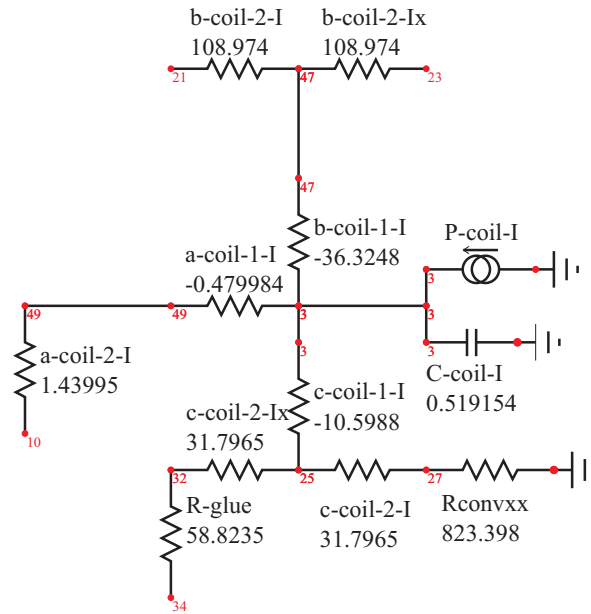 b-coil-2-I
108.974
b-coil-2-Ix
108.974
21
47
23
47
b-coil-1-I
-36.3248
P-coil-I
a-coil-1-I
-0.479984
3
49
49
3
3
a-coil-2-I
1.43995
3
3
C-coil-I
0.519154
c-coil-1-I
-10.5988
c-coil-2-Ix
31.7965
10
32
25
27
R-glue
58.8235
c-coil-2-I
31.7965
Rconvxx
823.398
34